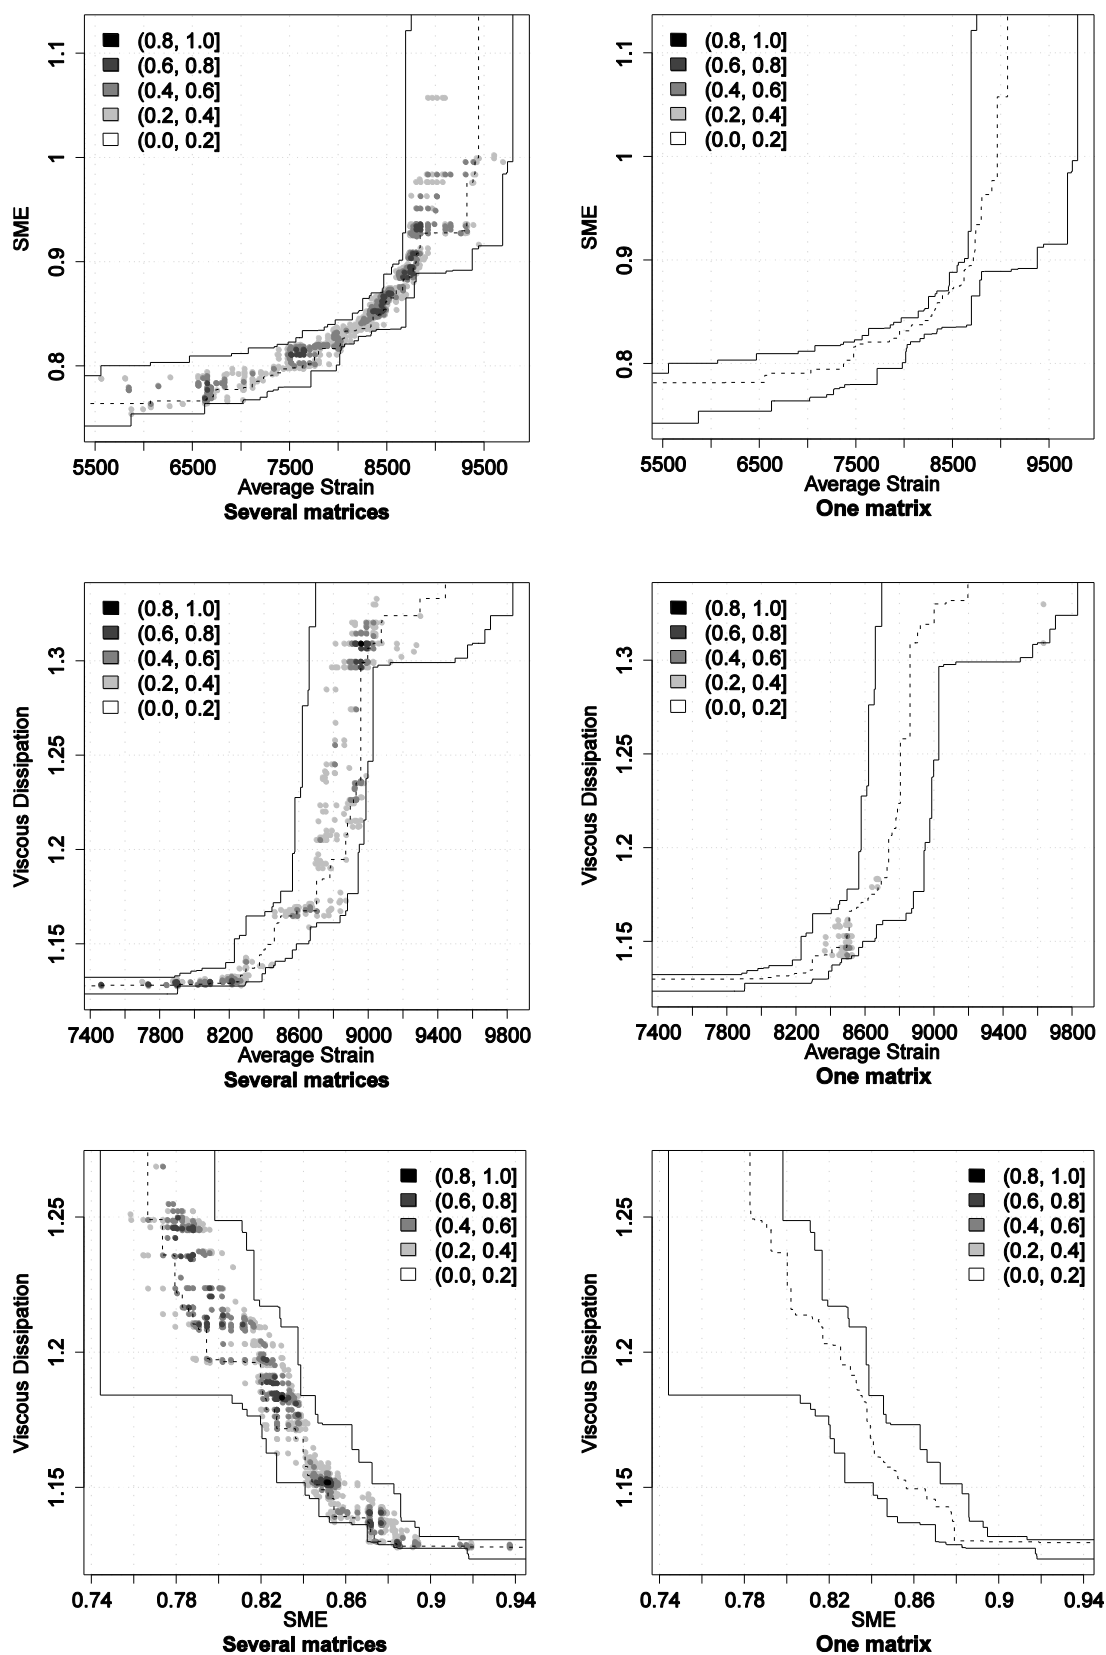 (0.8, 1.0]
(0.6, 0.8]
(0.4, 0.6]
(0.2, 0.4]
(0.0, 0.2]
SME
0.8
0.9
1
1.1
5500 6500 7500 8500 9500
Average Strain
Several matrices
(0.8, 1.0]
(0.6, 0.8]
(0.4, 0.6]
(0.2, 0.4]
(0.0, 0.2]
SME
0.8
0.9
1
1.1
5500 6500 7500 8500 9500
Average Strain
One matrix
(0.8, 1.0]
(0.6, 0.8]
(0.4, 0.6]
(0.2, 0.4]
(0.0, 0.2]
Viscous Dissipation
1.15
1.2
1.25
1.3
7400 7800 8200 8600 9000 9400 9800
Average Strain
Several matrices
(0.8, 1.0]
(0.6, 0.8]
(0.4, 0.6]
(0.2, 0.4]
(0.0, 0.2]
Viscous Dissipation
1.15
1.2
1.25
1.3
7400 7800 8200 8600 9000 9400 9800
Average Strain
One matrix
(0.8, 1.0]
(0.6, 0.8]
(0.4, 0.6]
(0.2, 0.4]
(0.0, 0.2]
Viscous Dissipation
1.15
1.2
1.25
0.74 0.78 0.82 0.86 0.9 0.94
SME
Several matrices
(0.8, 1.0]
(0.6, 0.8]
(0.4, 0.6]
(0.2, 0.4]
(0.0, 0.2]
Viscous Dissipation
1.15
1.2
1.25
0.74 0.78 0.82 0.86 0.9 0.94
SME
One matrix